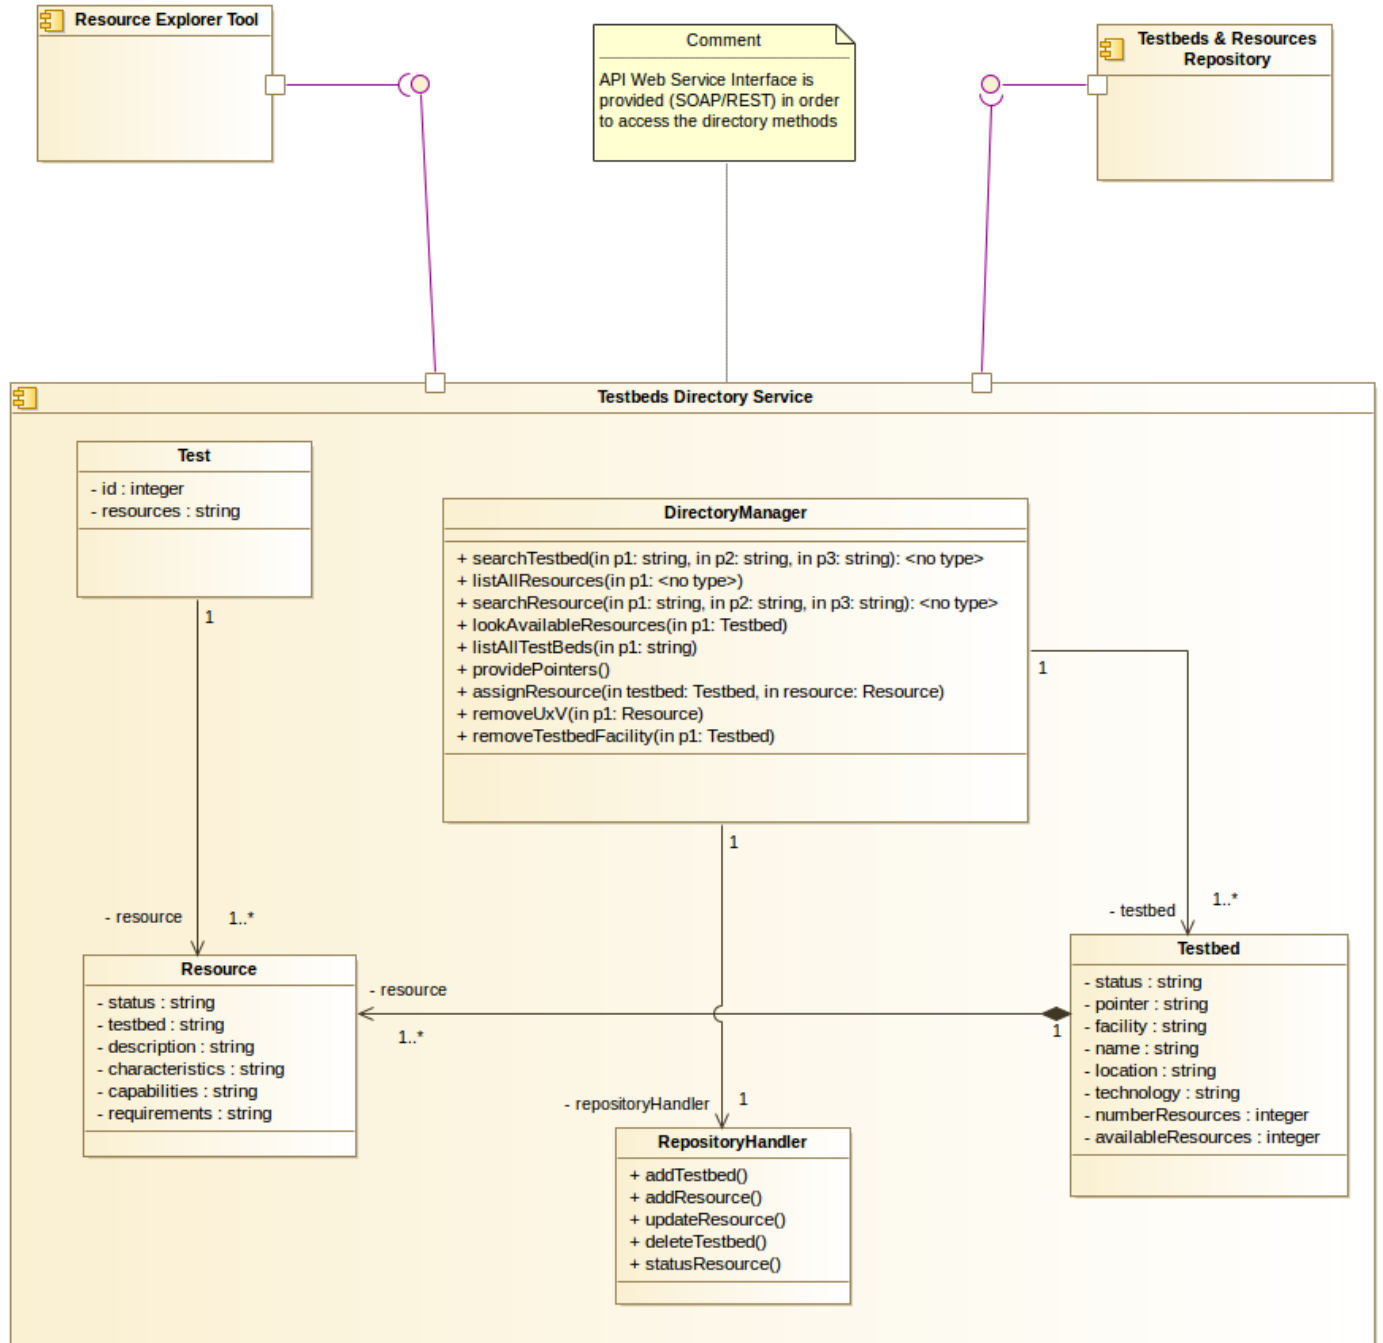 Resource Explorer Tool
Comment
API Web Service Interface is
provided (SOAP/REST) in order
to access the directory methods
Testbeds & Resources
Repository
Testbeds Directory Service
Test
- id : integer
- resources : string
1
- resource
1..*
DirectoryManager
+ searchTestbed(in p1: string, in p2: string, in p3: string): <no type>
+ listAllResources(in p1: <no type>)
+ searchResource(in p1: string, in p2: string, in p3: string): <no type>
+ lookAvailableResources(in p1: Testbed)
+ listAllTestBeds(in p1: string)
+ providePointers()
+ assignResource(in testbed: Testbed, in resource: Resource)
+ removeUxV(in p1: Resource)
+ removeTestbedFacility(in p1: Testbed)
1
1
- testbed
1..*
Resource
- status : string
- testbed : string
- description : string
- characteristics : string
- capabilities : string
- requirements : string
- resource
1..*
1
Testbed
- status : string
- pointer : string
- facility : string
- name : string
- location : string
- technology : string
- numberResources : integer
- availableResources : integer
- repositoryHandler
1
RepositoryHandler
+ addTestbed()
+ addResource()
+ updateResource()
+ deleteTestbed()
+ statusResource()